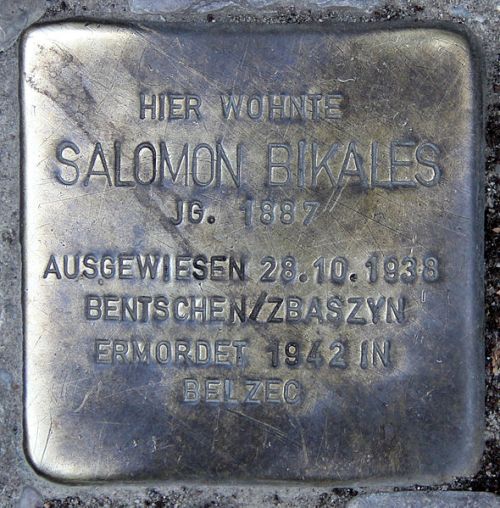 HIER WOHNTE
SALOMON BIKALES
JG. 1887
AUSGEWIESEN 28.10.1938
BENTSCHEN/ZBASZYN
ERMORDET 1942 IN
BELZEC